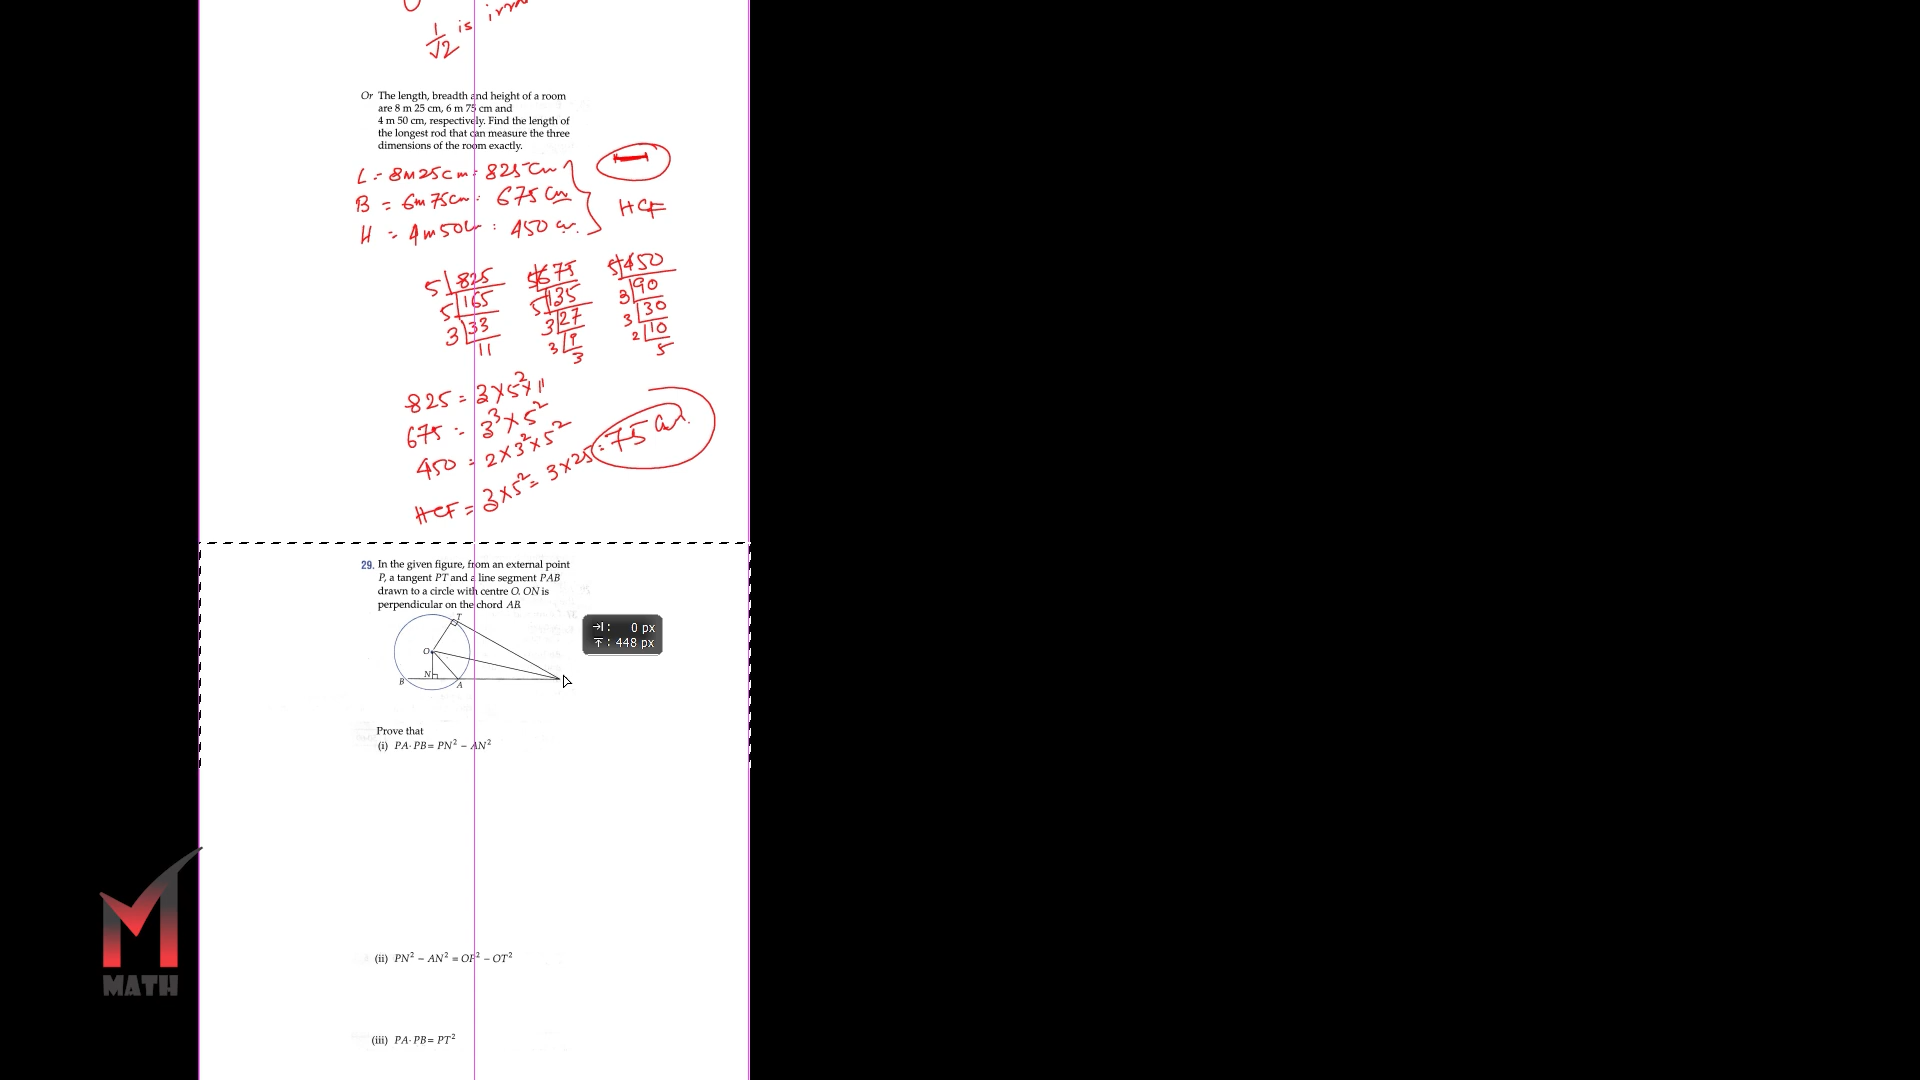 1/√2 is
Or The length, breadth and height of a room
are 8 m 25 cm, 6 m 75 cm and
4 m 50 cm, respectively. Find the length of
the longest rod that can measure the three
dimensions of the room exactly.
L = 8m25cm = 825 cm
B = 6m75cm = 675 cm
H = 4m50cm = 450 cm
HCF
5 825 5 675 5 450
5 165 5 135 3 90
3 33 3 27 3 30
11 3 9 2 10
3 5
825 = 3×5²×11
675 = 3³×5²
450 = 2×3²×5²
HCF = 3×5² = 3×25 = 75 cm
29. In the given figure, from an external point
P, a tangent PT and a line segment PAB
drawn to a circle with centre O. ON is
perpendicular on the chord AB.
T
O
N
B
A
→I : 0 px
: 448 px
Prove that
(i) PA· PB= PN² − AN²
(ii) PN² − AN² = OP² − OT²
(iii) PA· PB= PT²
M
MATH